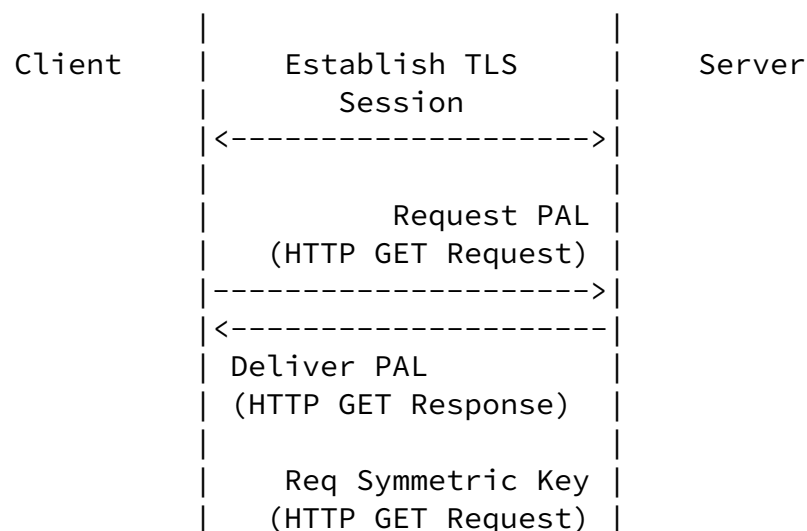 Client Establish TLS Server
Session
<------------------->
Request PAL
(HTTP GET Request)
--------------------->
<---------------------
Deliver PAL
(HTTP GET Response)
Req Symmetric Key
(HTTP GET Request)